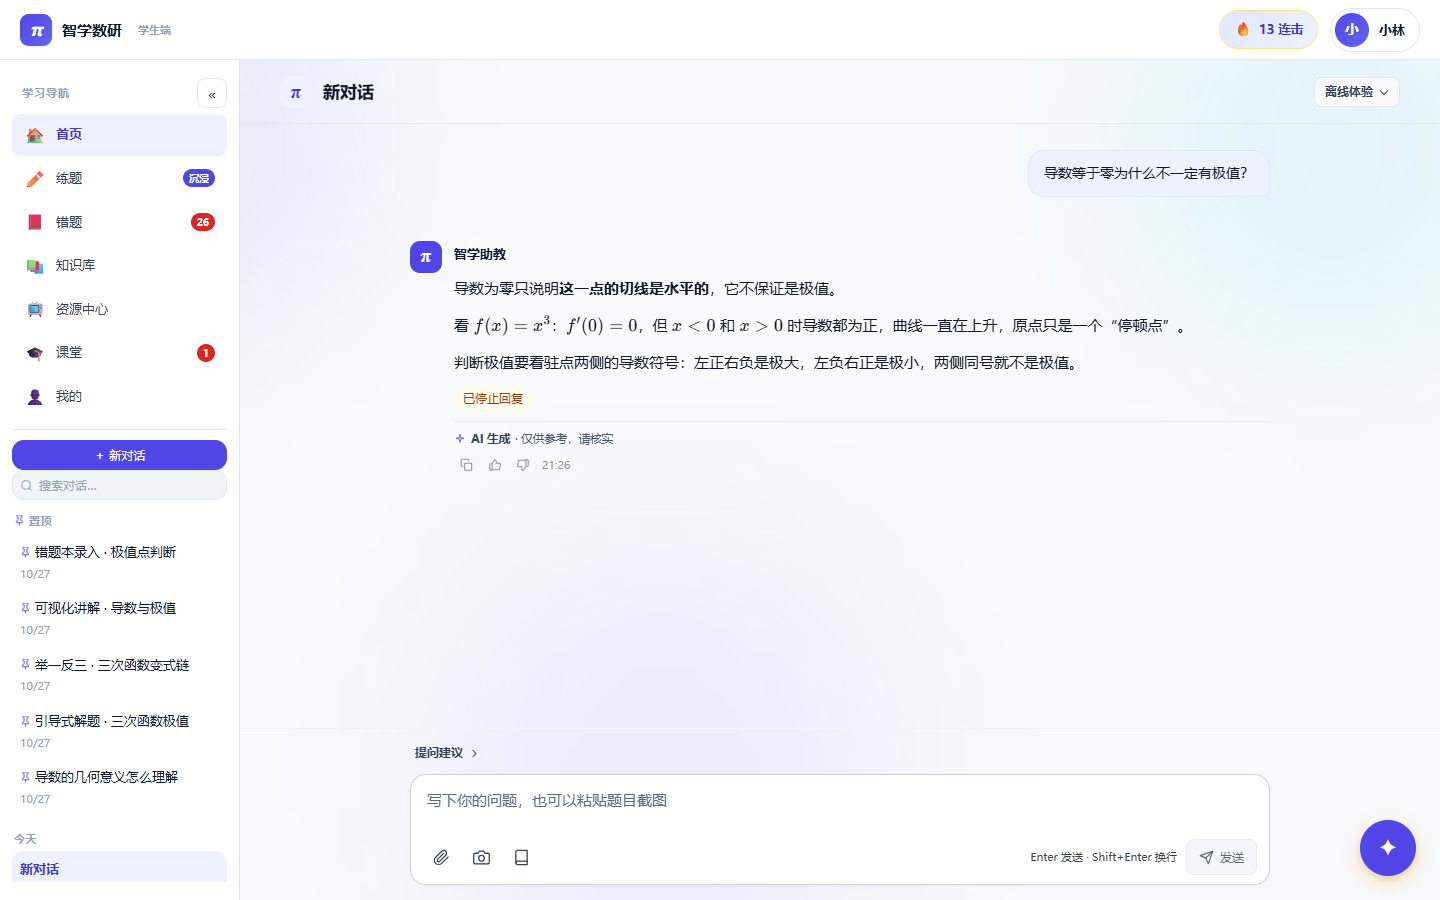 π 智学数研 学生端
13 连击
小 小林
学习导航 «
首页
练题 沉浸
错题 26
知识库
资源中心
课堂 1
我的
+ 新对话
搜索对话...
置顶
错题本录入 · 极值点判断
10/27
可视化讲解 · 导数与极值
10/27
举一反三 · 三次函数变式链
10/27
引导式解题 · 三次函数极值
10/27
导数的几何意义怎么理解
10/27
今天
新对话
π 新对话
离线体验
导数等于零为什么不一定有极值？
π 智学助教
导数为零只说明这一点的切线是水平的，它不保证是极值。
看 f(x) = x³：f′(0) = 0，但 x < 0 和 x > 0 时导数都为正，曲线一直在上升，原点只是一个“停顿点”。
判断极值要看驻点两侧的导数符号：左正右负是极大，左负右正是极小，两侧同号就不是极值。
已停止回复
AI 生成 · 仅供参考，请核实
21:26
提问建议 >
写下你的问题，也可以粘贴题目截图
Enter 发送 · Shift+Enter 换行
发送